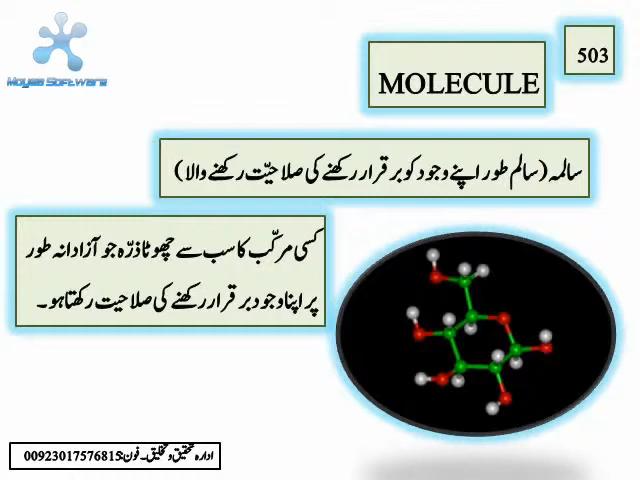 Moyea Software
503
MOLECULE
سالمہ (سالم طور اپنے وجود کو برقرار رکھنے کی صلاحیّت رکھنے والا)
کسی مرکّب کا سب سے چھوٹا ذرّہ جو آزادانہ طور
پر اپنا وجود برقرار رکھنے کی صلاحیت رکھتا ہو۔
ادارہ تحقیق و تخلیق۔ فون: 00923017576815